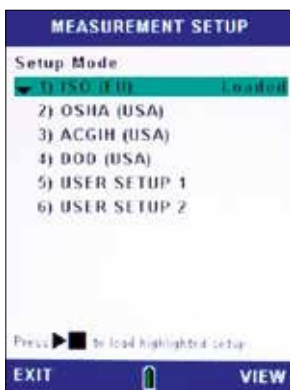 MEASUREMENT SETUP
Setup Mode
1) ISO (EU) Loaded
2) OSHA (USA)
3) ACGIH (USA)
4) DOD (USA)
5) USER SETUP 1
6) USER SETUP 2
Press to load highlighted setup
EXIT VIEW